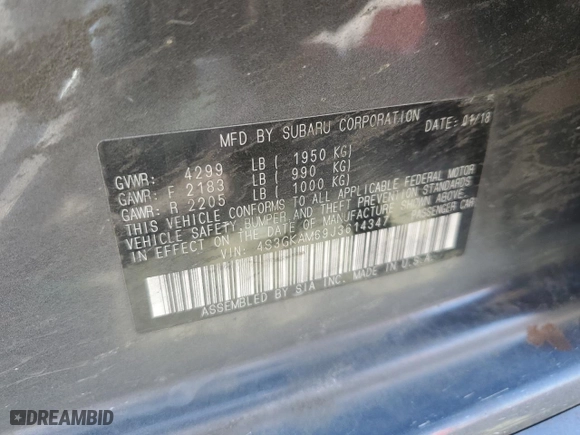 MFD BY SUBARU CORPORATION DATE: 01/18
GVWR: 4299 LB ( 1950 KG)
GAWR: F 2183 LB ( 990 KG)
GAWR: R 2205 LB ( 1000 KG)
THIS VEHICLE CONFORMS TO ALL APPLICABLE FEDERAL MOTOR
VEHICLE SAFETY, BUMPER, AND THEFT PREVENTION STANDARDS
IN EFFECT ON THE DATE OF MANUFACTURE SHOWN ABOVE.
VIN: PASSENGER CAR
ASSEMBLED BY SIA INC. MADE IN U.S.A.
DREAMBID